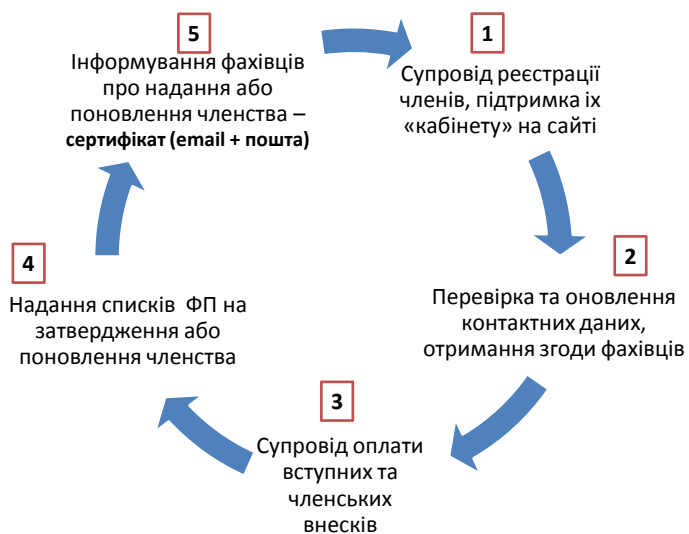 1
Супровід реєстрації
членів, підтримка їх
«кабінету» на сайті
2
Перевірка та оновлення
контактних даних,
отримання згоди фахівців
3
Супровід оплати
вступних та
членських
внесків
4
Надання списків ФП на
затвердження або
поновлення членства
5
Інформування фахівців
про надання або
поновлення членства –
сертифікат (email + пошта)